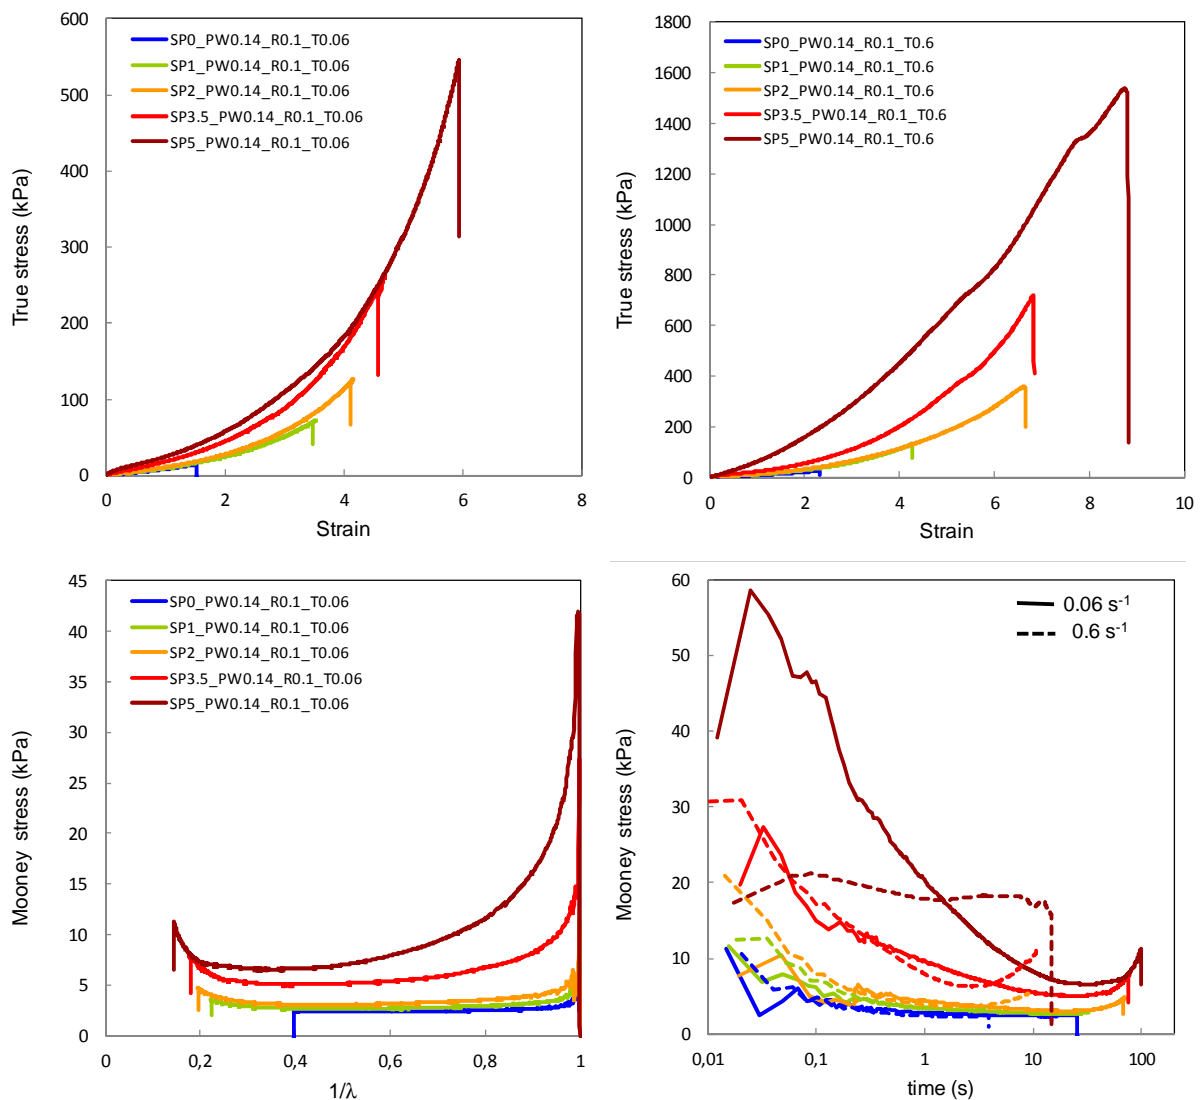 600
500
400
300
200
100
0
True stress (kPa)
SP0_PW0.14_R0.1_T0.06
SP1_PW0.14_R0.1_T0.06
SP2_PW0.14_R0.1_T0.06
SP3.5_PW0.14_R0.1_T0.06
SP5_PW0.14_R0.1_T0.06
0 2 4 6 8
Strain
1800
1600
1400
1200
1000
800
600
400
200
0
True stress (kPa)
SP0_PW0.14_R0.1_T0.6
SP1_PW0.14_R0.1_T0.6
SP2_PW0.14_R0.1_T0.6
SP3.5_PW0.14_R0.1_T0.6
SP5_PW0.14_R0.1_T0.6
0 2 4 6 8 10
Strain
45
40
35
30
25
20
15
10
5
0
Mooney stress (kPa)
SP0_PW0.14_R0.1_T0.06
SP1_PW0.14_R0.1_T0.06
SP2_PW0.14_R0.1_T0.06
SP3.5_PW0.14_R0.1_T0.06
SP5_PW0.14_R0.1_T0.06
0 0,2 0,4 0,6 0,8 1
1/λ
60
50
40
30
20
10
0
Mooney stress (kPa)
0.06 s⁻¹
0.6 s⁻¹
0,01 0,1 1 10 100
time (s)